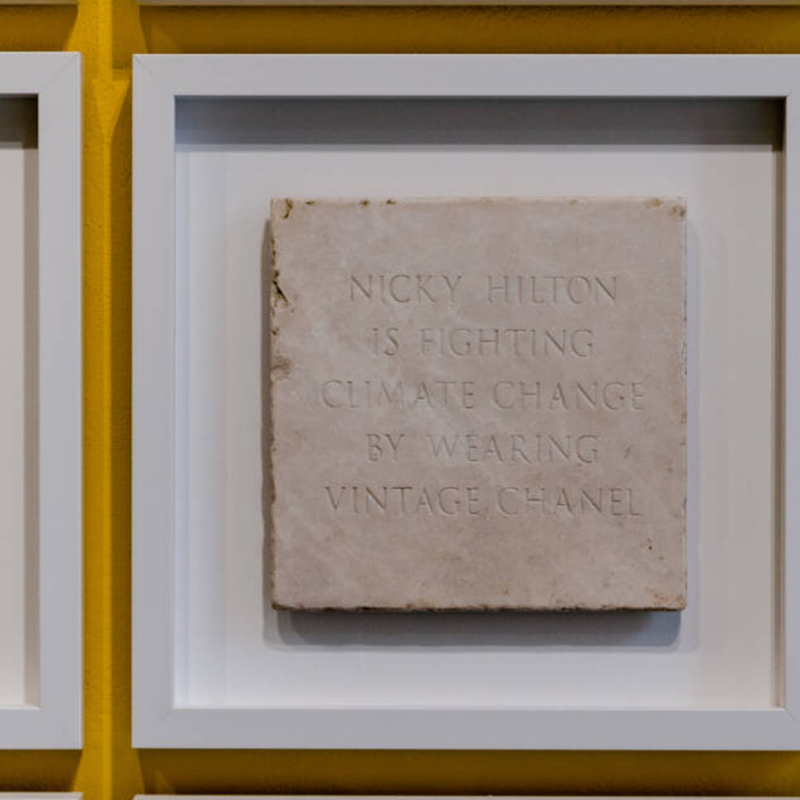 NICKY HILTON
IS FIGHTING
CLIMATE CHANGE
BY WEARING
VINTAGE CHANEL